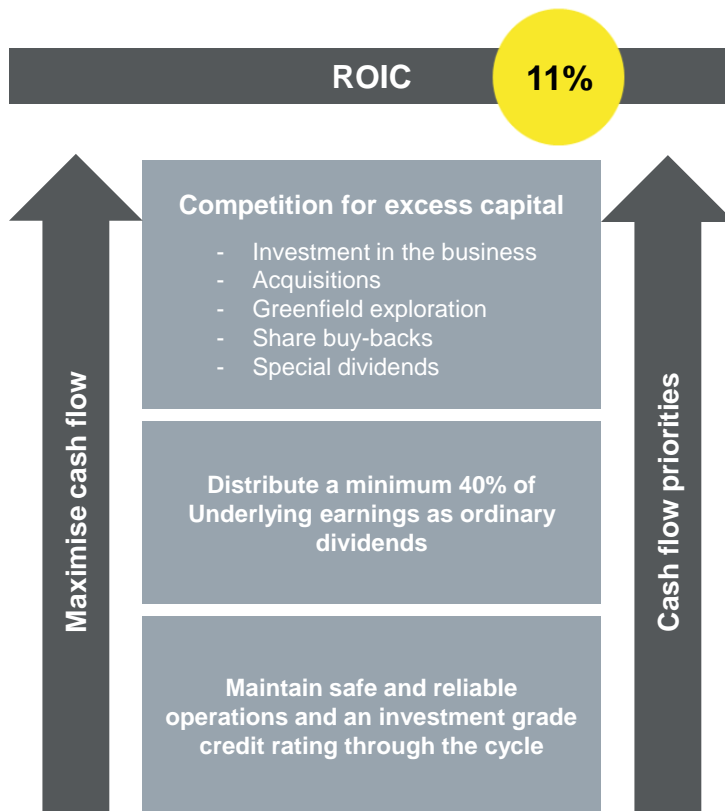 ROIC
11%
Competition for excess capital
- Investment in the business
- Acquisitions
- Greenfield exploration
- Share buy-backs
- Special dividends
Distribute a minimum 40% of
Underlying earnings as ordinary
dividends
Maintain safe and reliable
operations and an investment grade
credit rating through the cycle
Maximise cash flow
Cash flow priorities